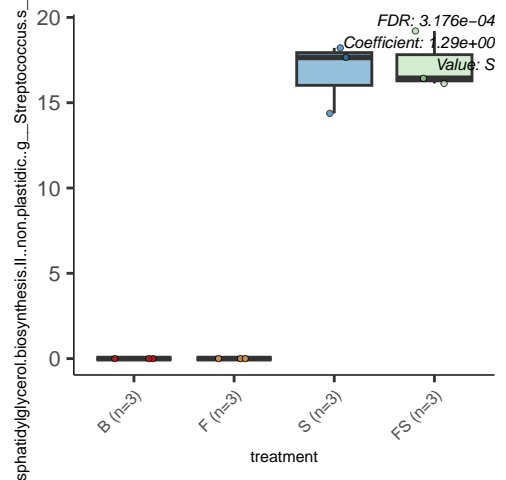 sphatidylglycerol.biosynthesis.II..non.plastidic..g__Streptococcus.s_
20
15
10
5
0
FDR: 3.176e−04
Coefficient: 1.29e+00
Value: S
B (n=3)
F (n=3)
S (n=3)
FS (n=3)
treatment